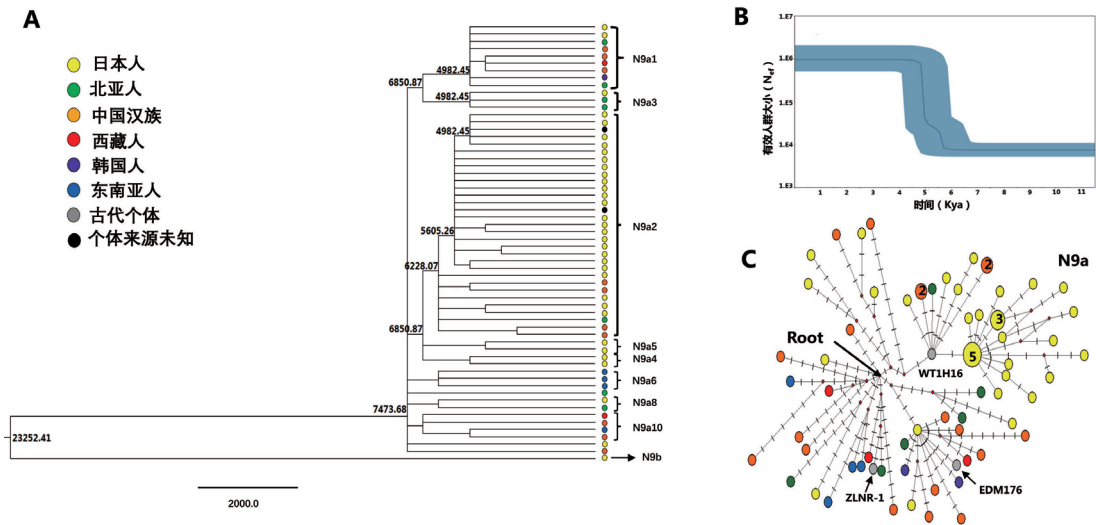 A
日本人
北亚人
中国汉族
西藏人
韩国人
东南亚人
古代个体
个体来源未知
23252.41
7473.68
6850.87
4982.45
4982.45
4982.45
5605.26
6228.07
6850.87
N9a1
N9a3
N9a2
N9a5
N9a4
N9a6
N9a8
N9a10
N9b
2000.0
B
有效人群大小（Nef）
1.E7
1.E6
1.E5
1.E4
1.E3
1 2 3 4 5 6 7 8 9 10 11
时间（Kya）
C
N9a
2
2
3
5
Root
WT1H16
ZLNR-1
EDM176